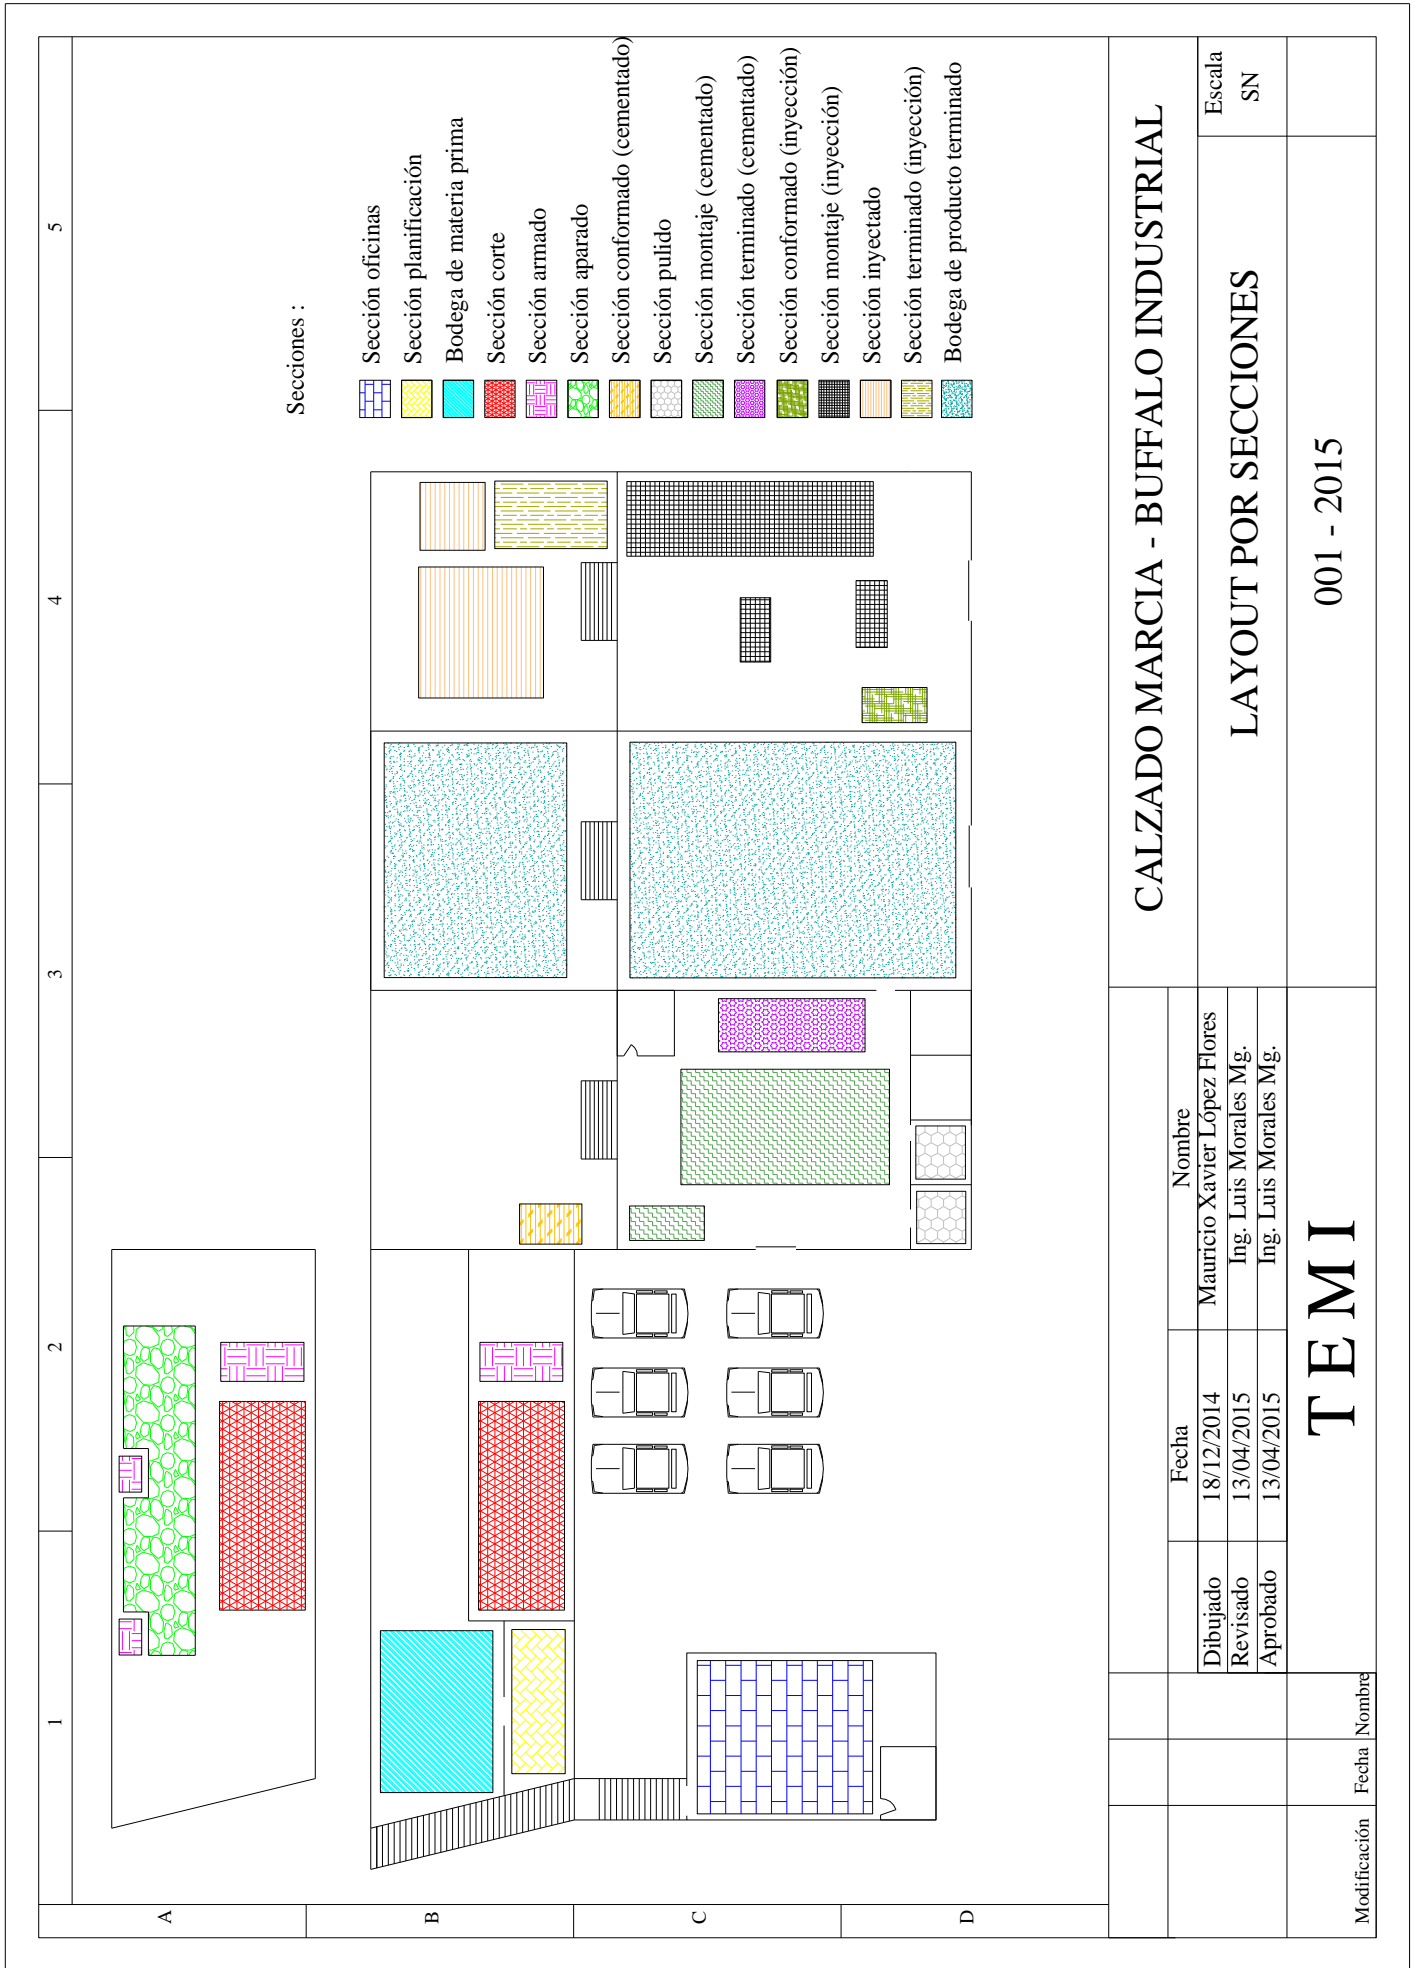 1
2
3
4
5
A
B
C
D
Secciones :
Sección oficinas
Sección planificación
Bodega de materia prima
Sección corte
Sección armado
Sección aparado
Sección conformado (cementado)
Sección pulido
Sección montaje (cementado)
Sección terminado (cementado)
Sección conformado (inyección)
Sección montaje (inyección)
Sección inyectado
Sección terminado (inyección)
Bodega de producto terminado
Fecha
Nombre
Dibujado 18/12/2014 Mauricio Xavier López Flores
Revisado 13/04/2015 Ing. Luis Morales Mg.
Aprobado 13/04/2015 Ing. Luis Morales Mg.
CALZADO MARCIA - BUFFALO INDUSTRIAL
LAYOUT POR SECCIONES
Escala
SN
Modificación Fecha Nombre
T E M I
001 - 2015